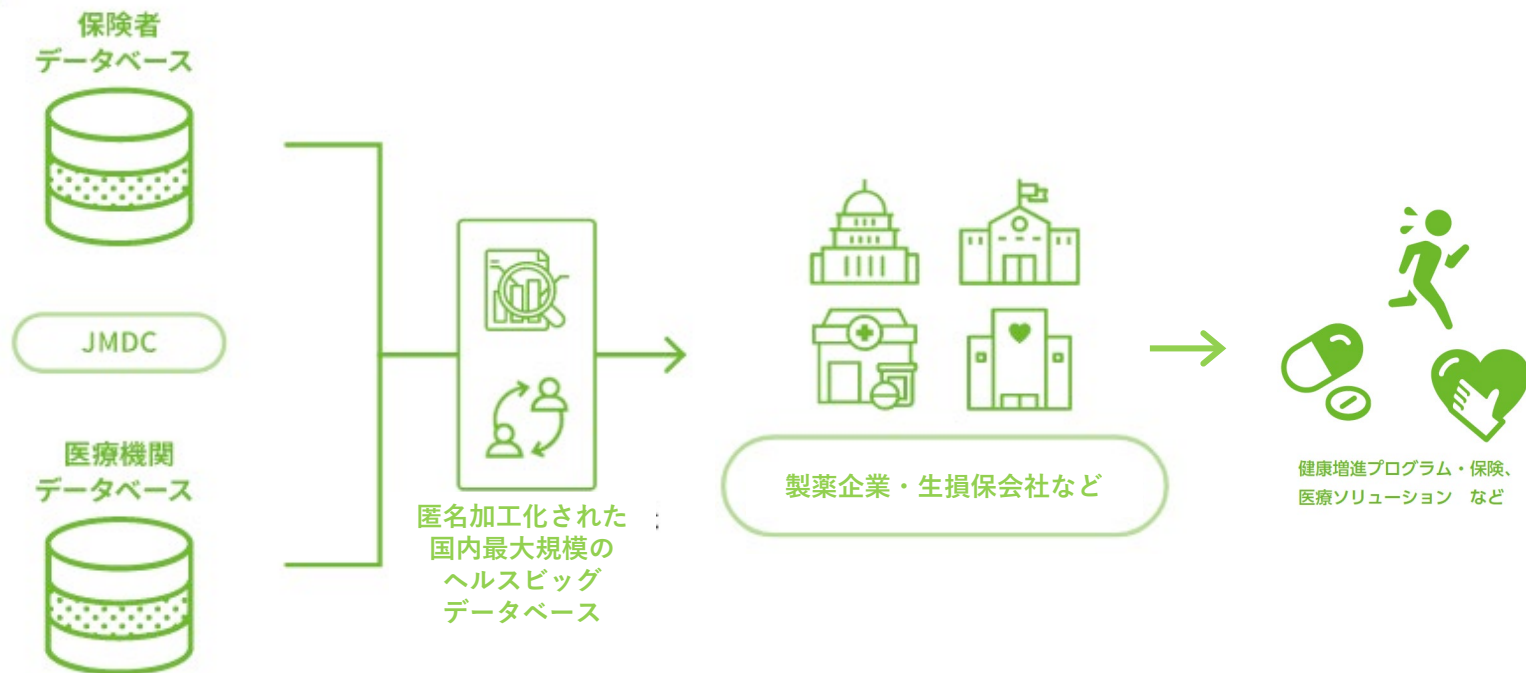 保険者
データベース
JMDC
医療機関
データベース
匿名加工化された
国内最大規模の
ヘルスビッグ
データベース
製薬企業・生損保会社など
健康増進プログラム・保険、
医療ソリューション　など